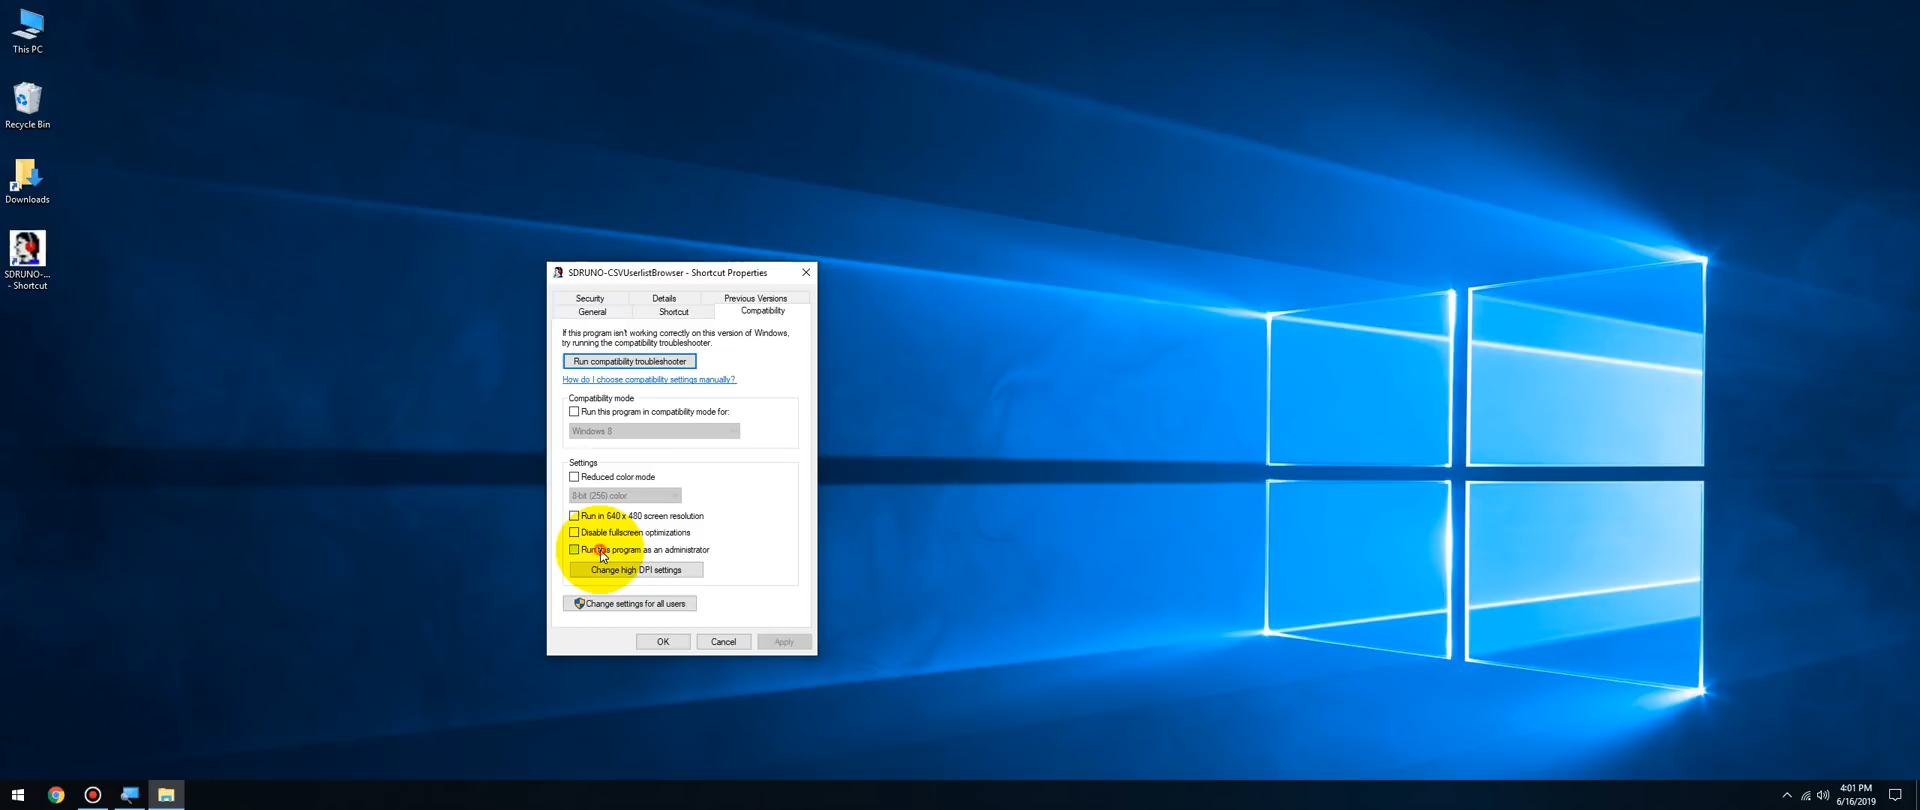 This PC
Recycle Bin
Downloads
SDRUNO-...
- Shortcut
SDRUNO-CSVUserlistBrowser - Shortcut Properties
Security Details Previous Versions
General Shortcut Compatibility
If this program isn't working correctly on this version of Windows,
try running the compatibility troubleshooter.
Run compatibility troubleshooter
How do I choose compatibility settings manually?
Compatibility mode
Run this program in compatibility mode for:
Windows 8
Settings
Reduced color mode
8-bit (256) color
Run in 640 x 480 screen resolution
Disable fullscreen optimizations
Run this program as an administrator
Change high DPI settings
Change settings for all users
OK Cancel Apply
4:01 PM
6/16/2019